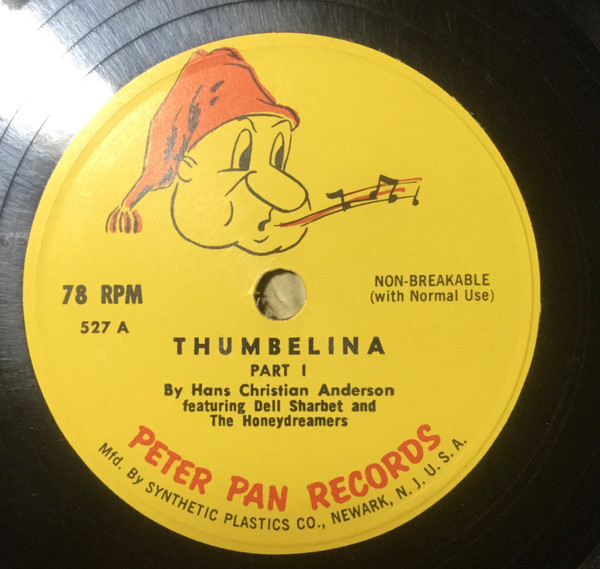 78 RPM
527 A
NON-BREAKABLE
(with Normal Use)
THUMBELINA
PART I
By Hans Christian Anderson
featuring Dell Sharbet and
The Honeydreamers
PETER PAN RECORDS
Mfd. By SYNTHETIC PLASTICS CO., NEWARK, N. J. U. S. A.